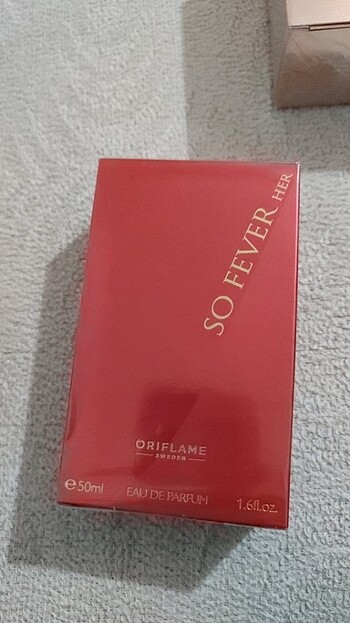 SO FEVER HER
ORIFLAME
SWEDEN
℮50ml EAU DE PARFUM 1.6fl.oz.